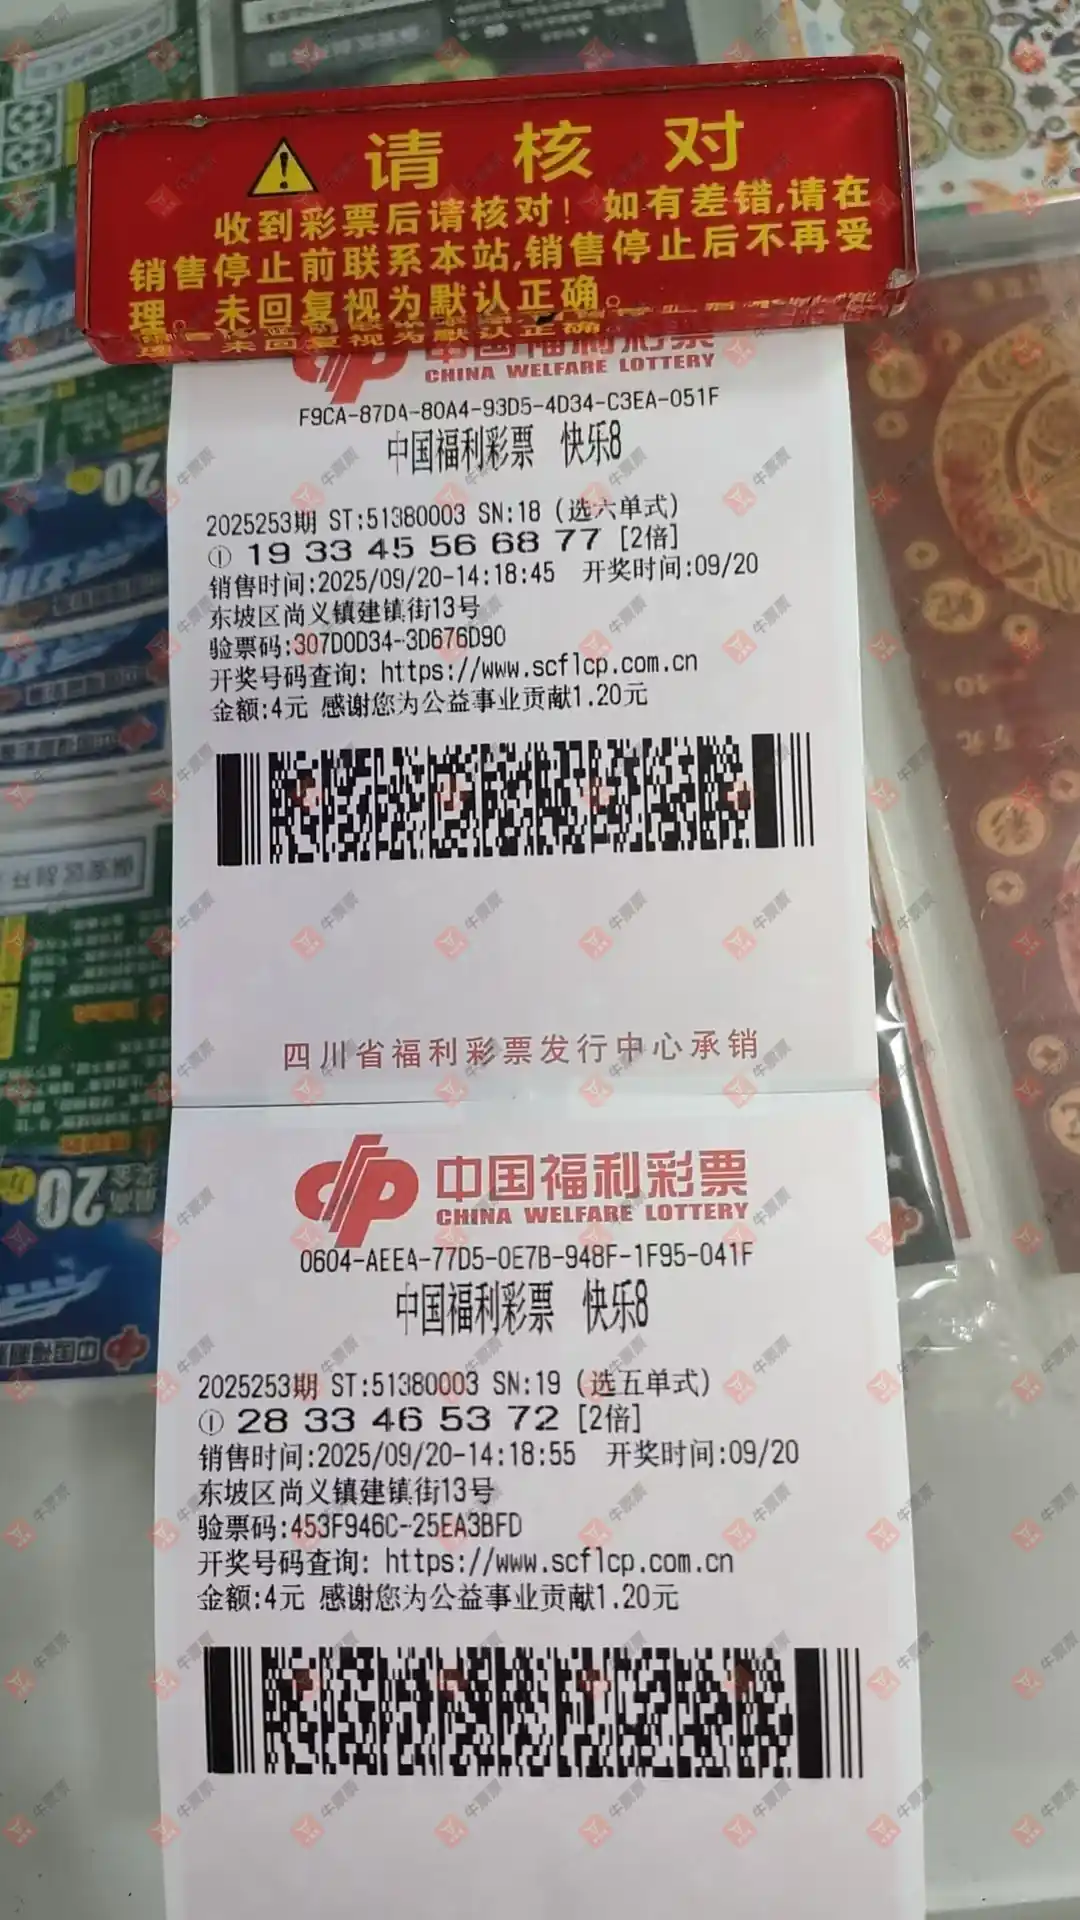 请核对
收到彩票后请核对！如有差错,请在
销售停止前联系本站,销售停止后不再受
理。未回复视为默认正确。
中国福利彩票
CHINA WELFARE LOTTERY
F9CA-87DA-80A4-93D5-4D34-C3EA-051F
中国福利彩票 快乐8
2025253期 ST:51380003 SN:18 (选六单式)
① 19 33 45 56 68 77 [2倍]
销售时间:2025/09/20-14:18:45 开奖时间:09/20
东坡区尚义镇建镇街13号
验票码:307D0D34-3D676D90
开奖号码查询: https://www.scflcp.com.cn
金额:4元 感谢您为公益事业贡献1.20元
四川省福利彩票发行中心承销
中国福利彩票
CHINA WELFARE LOTTERY
0604-AEEA-77D5-0E7B-948F-1F95-041F
中国福利彩票 快乐8
2025253期 ST:51380003 SN:19 (选五单式)
① 28 33 46 53 72 [2倍]
销售时间:2025/09/20-14:18:55 开奖时间:09/20
东坡区尚义镇建镇街13号
验票码:453F946C-25EA3BFD
开奖号码查询: https://www.scflcp.com.cn
金额:4元 感谢您为公益事业贡献1.20元
20
20
牛票票